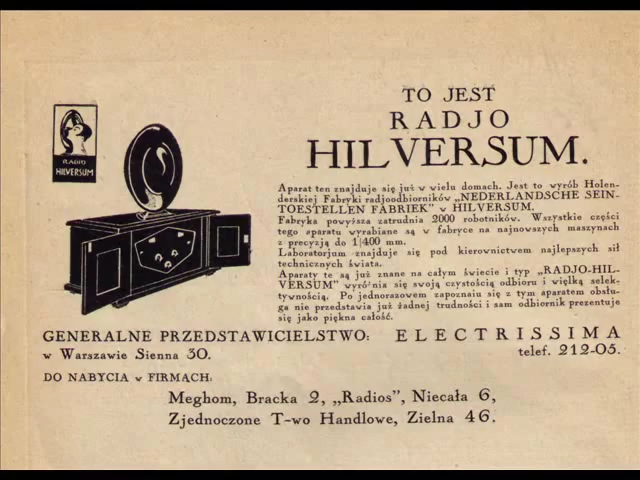 TO JEST
RADJO
HILVERSUM.
RADIO
HILVERSUM
Aparat ten znajduje się już w wielu domach. Jest to wyrób Holen-
derskiej Fabryki radjoodbiorników „NEDERLANDSCHE SEIN-
TOESTELLEN FABRIEK" w HILVERSUM.
Fabryka powyższa zatrudnia 2000 robotników. Wszystkie części
tego aparatu wyrabiane są w fabryce na najnowszych maszynach
z precyzją do 1|400 mm.
Laboratorjum znajduje się pod kierownictwem najlepszych sił
technicznych świata.
Aparaty te są już znane na całym świecie i typ „RADJO-HIL-
VERSUM" wyróżnia się swoją czystością odbioru i wielką selek-
tywnością. Po jednorazowem zapoznaiu się z tym aparatem obsłu-
ga nie przedstawia już żadnej trudności i sam odbiornik prezentuje
się jako piękna całość.
GENERALNE PRZEDSTAWICIELSTWO: ELECTRISSIMA
w Warszawie Sienna 30. telef. 212-05.
DO NABYCIA w FIRMACH:
Meghom, Bracka 2, „Radios", Niecała 6,
Zjednoczone T-wo Handlowe, Zielna 46.